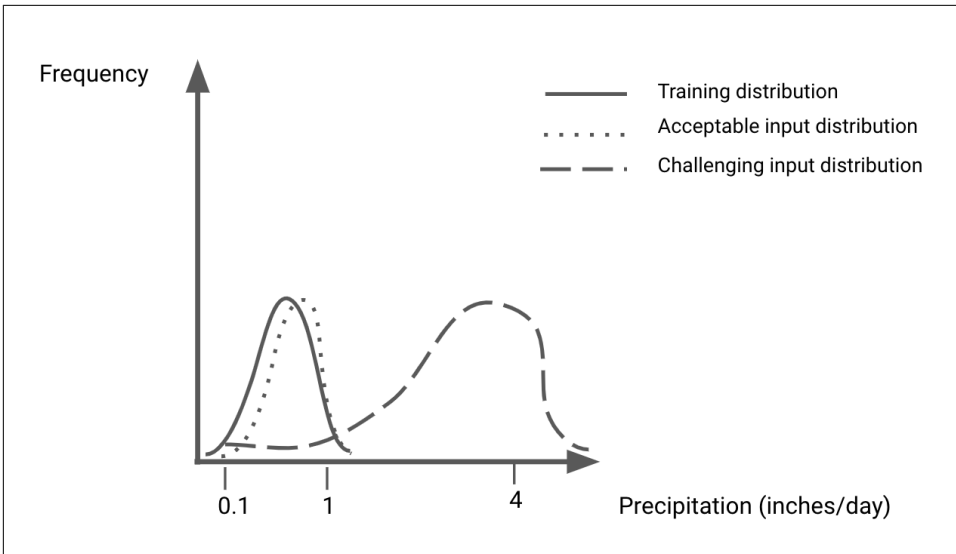 Frequency
Training distribution
Acceptable input distribution
Challenging input distribution
0.1
1
4
Precipitation (inches/day)